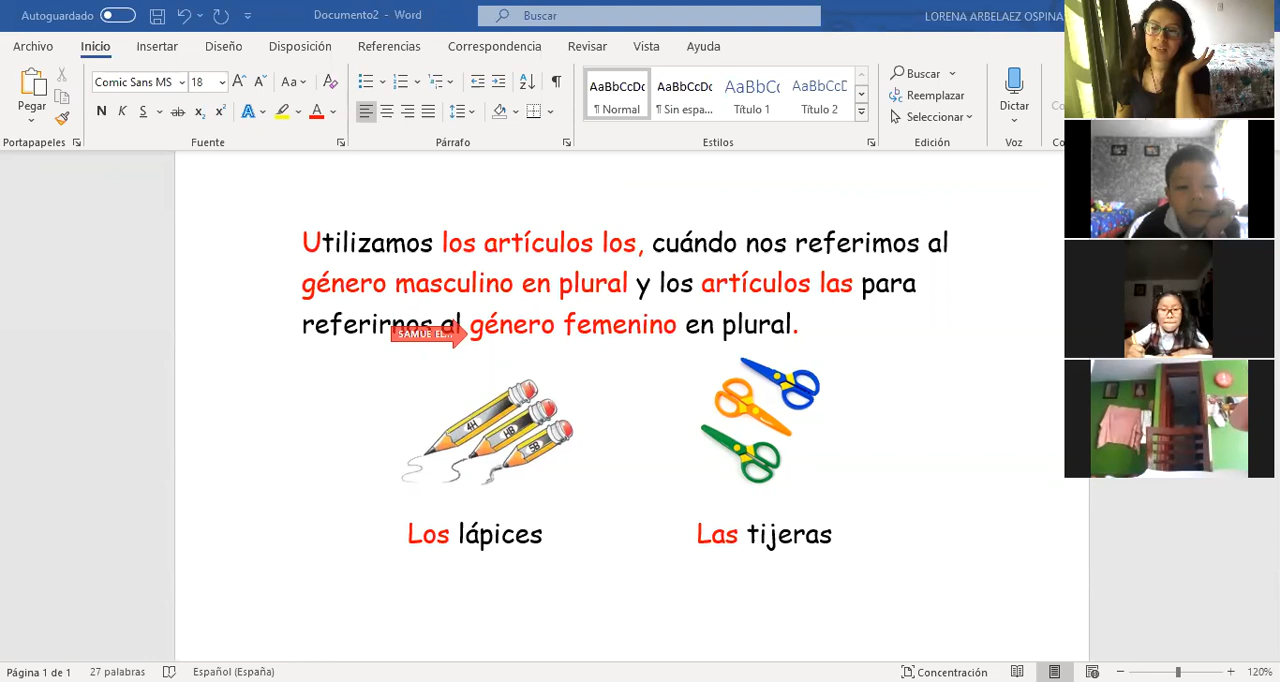 Autoguardado
Documento2 - Word
Buscar
LORENA ARBELAEZ OSPINA
Archivo Inicio Insertar Diseño Disposición Referencias Correspondencia Revisar Vista Ayuda
Pegar
Comic Sans MS 18
Aa
N K S ab x₂ x² A A
AaBbCcDc AaBbCcDc AaBbCc AaBbCcD
¶ Normal ¶ Sin espa... Título 1 Título 2
Buscar
Reemplazar
Seleccionar
Dictar
Portapapeles Fuente Párrafo Estilos Edición Voz
Utilizamos los artículos los, cuándo nos referimos al
género masculino en plural y los artículos las para
referirnos al género femenino en plural.
SAMUE EL...
4H
HB
5B
Los lápices
Las tijeras
Página 1 de 1 27 palabras Español (España) Concentración 120%